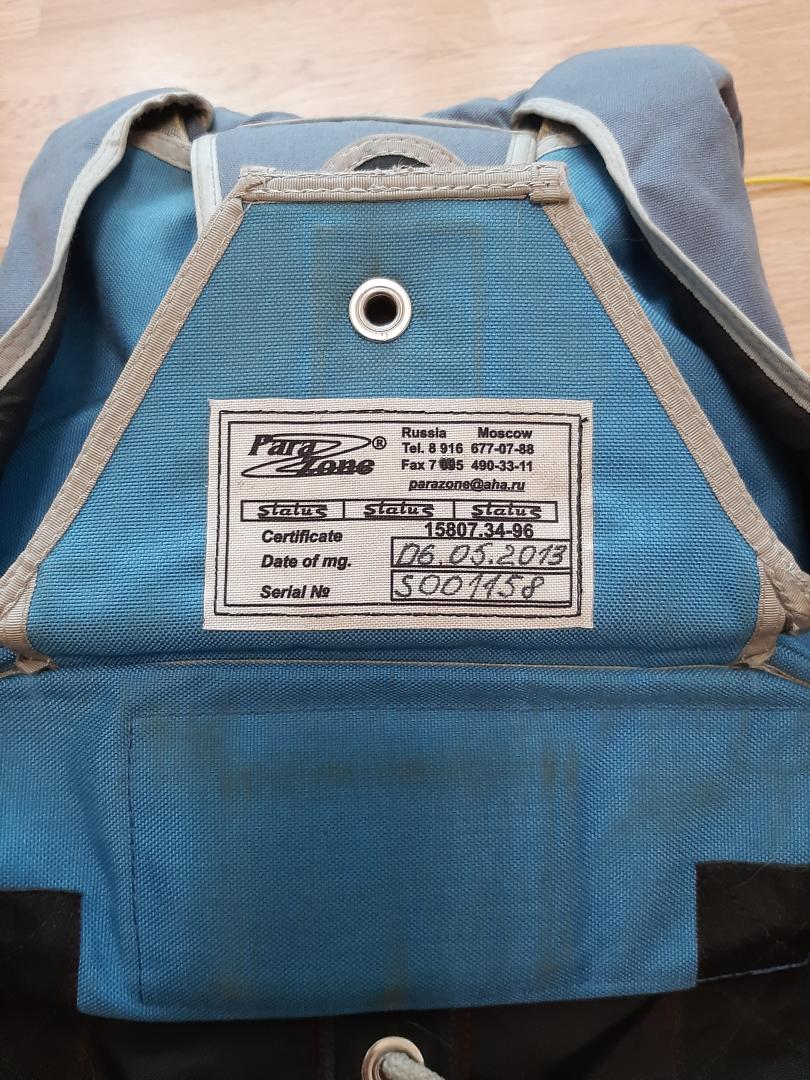 Para Zone ®
Russia Moscow
Tel. 8 916 677-07-88
Fax 7 095 490-33-11
parazone@aha.ru
status status status
Certificate 15807.34-96
Date of mg. 06.05.2013
Serial № S001158